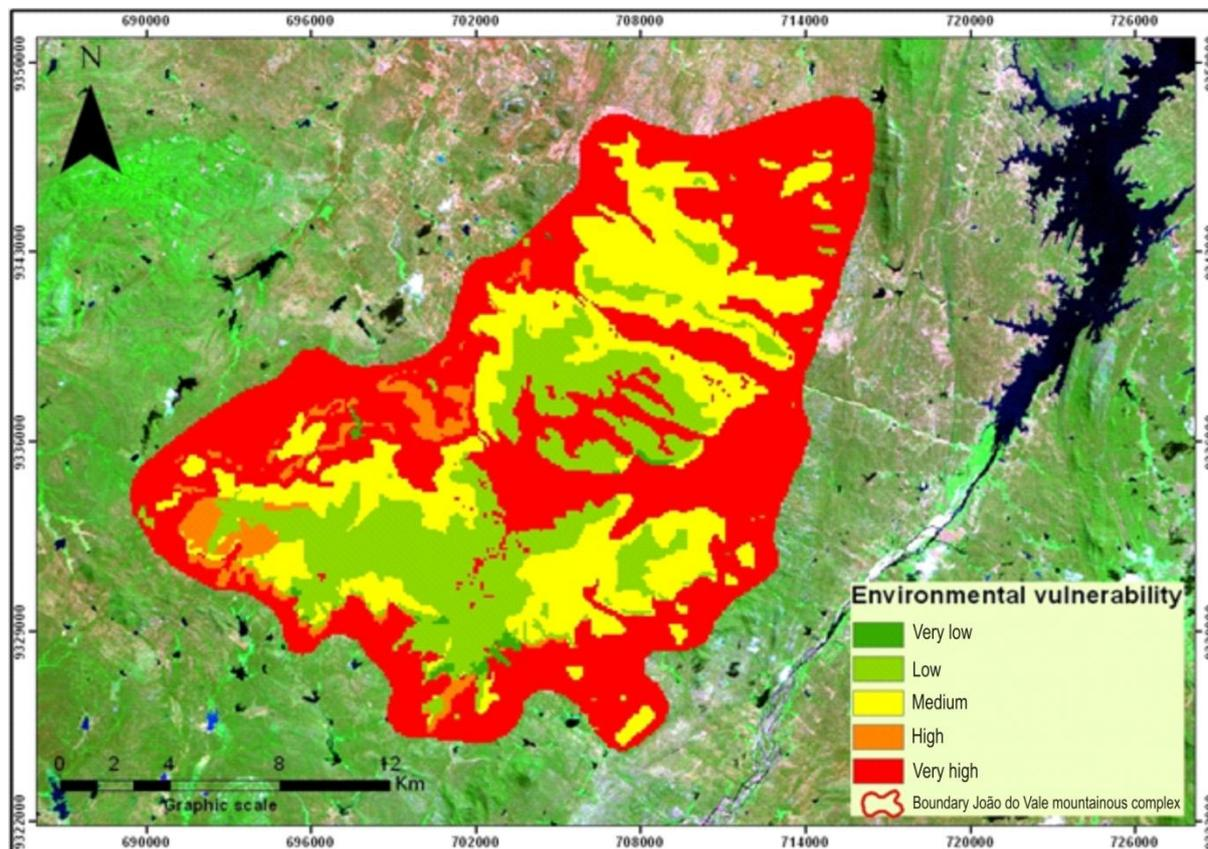 690000 696000 702000 708000 714000 720000 726000
N
9343000
9336000 9336000
9329000
9322000
Environmental vulnerability
Very low
Low
Medium
High
Very high
Boundary João do Vale mountainous complex
0 2 4 8 12
Km
Graphic scale
690000 696000 702000 708000 714000 720000 726000